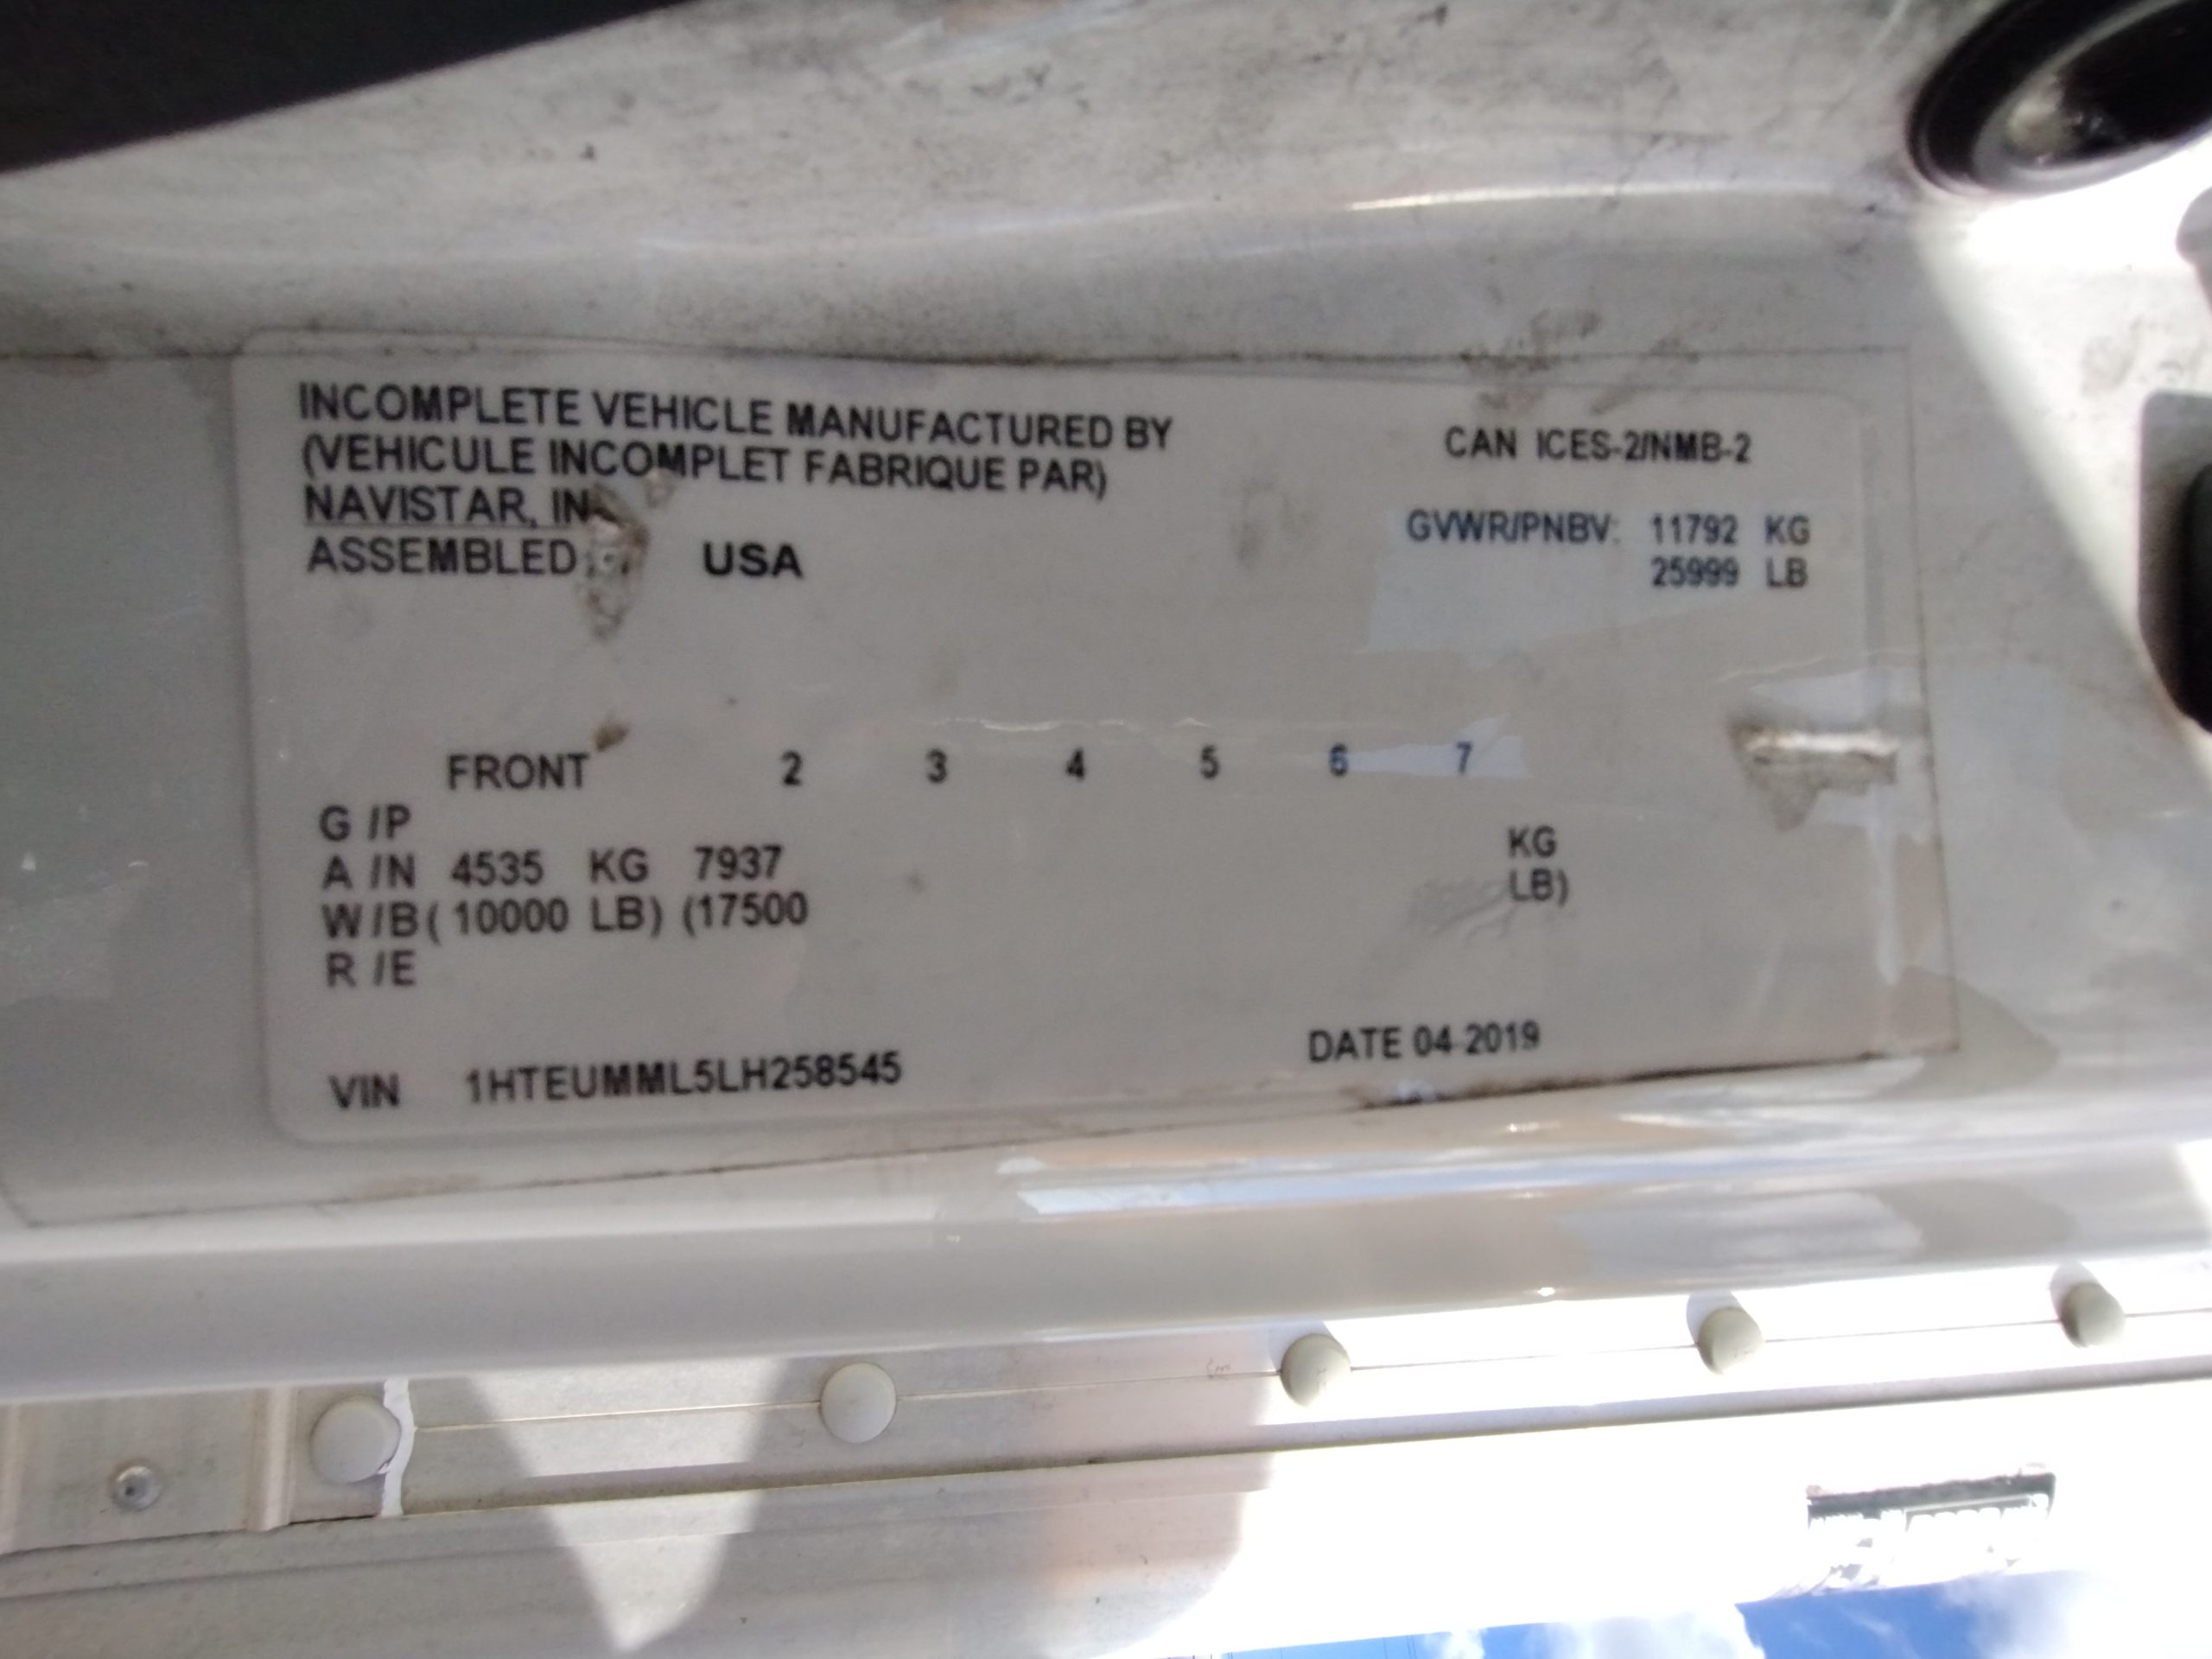 INCOMPLETE VEHICLE MANUFACTURED BY
(VEHICULE INCOMPLET FABRIQUE PAR)
NAVISTAR, IN
ASSEMBLED USA
CAN ICES-2/NMB-2
GVWR/PNBV: 11792 KG
25999 LB
FRONT 2 3 4 5 6 7
G /P
A /N 4535 KG 7937 KG
W /B ( 10000 LB) (17500 LB)
R /E
VIN 1HTEUMML5LH258545
DATE 04 2019